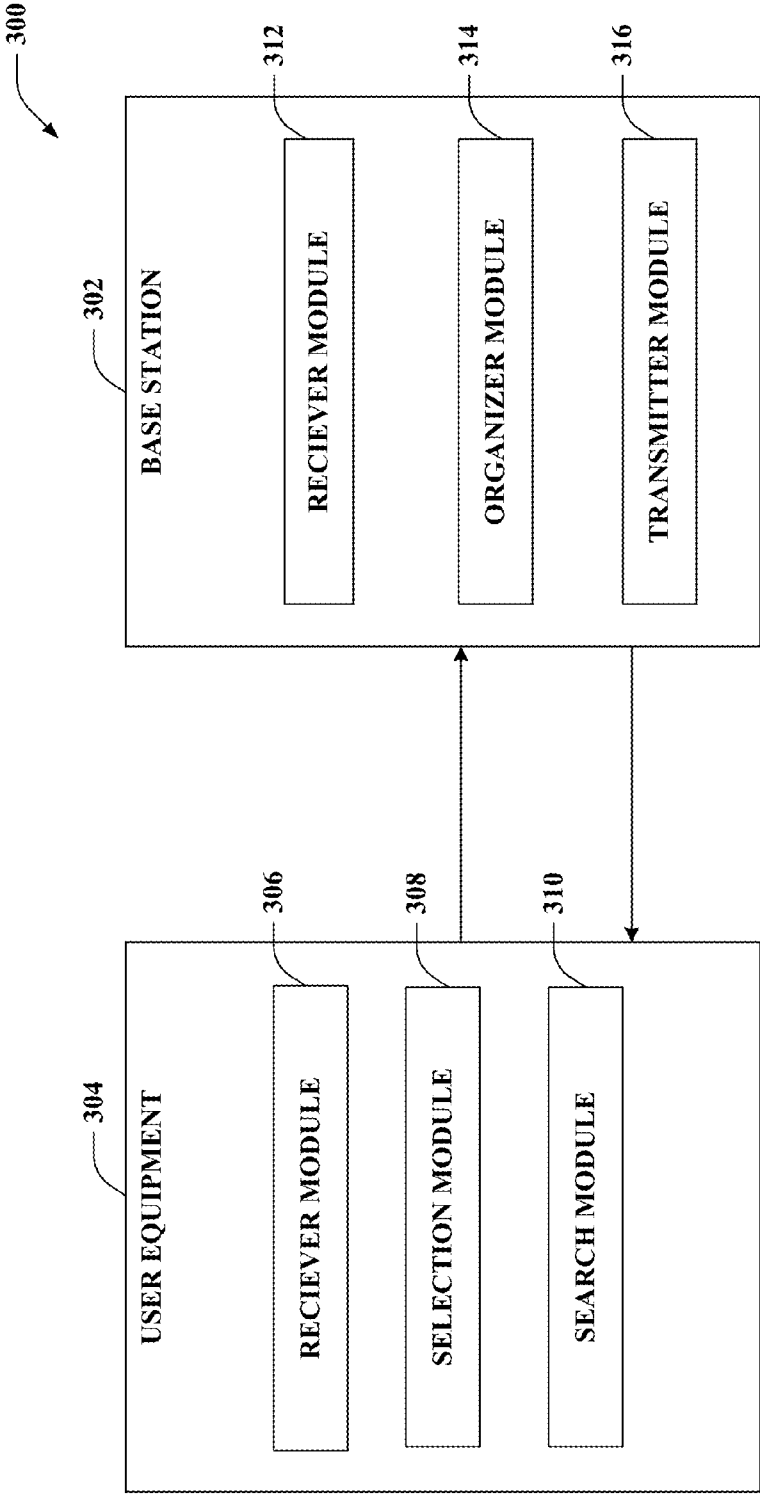 300
304
USER EQUIPMENT
306
RECIEVER MODULE
308
SELECTION MODULE
310
SEARCH MODULE
302
BASE STATION
312
RECIEVER MODULE
314
ORGANIZER MODULE
316
TRANSMITTER MODULE